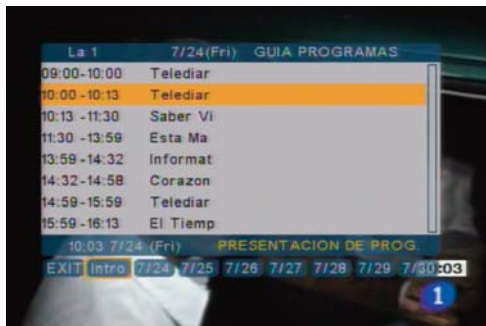 La 1 7/24(Fri) GUIA PROGRAMAS
09:00-10:00 Telediar
10:00 -10:13 Telediar
10:13 -11:30 Saber Vi
11:30 -13:59 Esta Ma
13:59 -14:32 Informat
14:32-14:58 Corazon
14:59 -15:59 Telediar
15:59 -16:13 El Tiemp
10:03 7/24 (Fri) PRESENTACION DE PROG.
EXIT Intro 7/24 7/25 7/26 7/27 7/28 7/29 7/30 :03
1